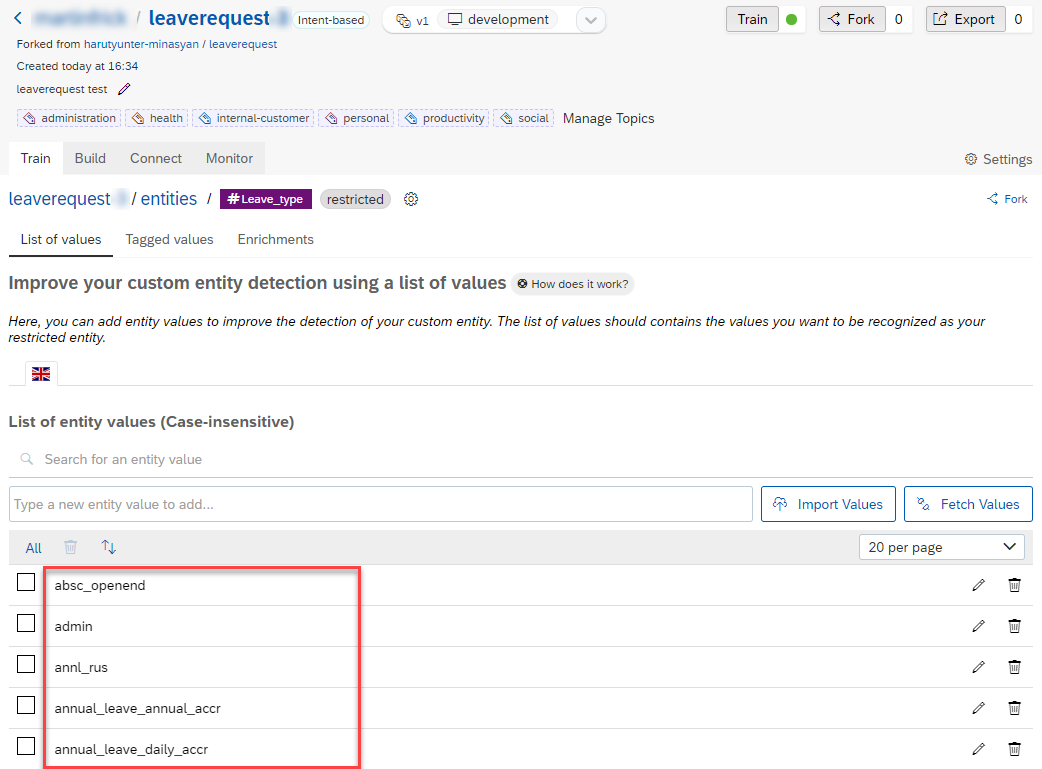 / leaverequest Intent-based v1 development Train Fork 0 Export 0
Forked from harutyunter-minasyan / leaverequest
Created today at 16:34
leaverequest test
administration health internal-customer personal productivity social Manage Topics
Train Build Connect Monitor Settings
leaverequest / entities / #Leave_type restricted Fork
List of values Tagged values Enrichments
Improve your custom entity detection using a list of values How does it work?
Here, you can add entity values to improve the detection of your custom entity. The list of values should contains the values you want to be recognized as your
restricted entity.
List of entity values (Case-insensitive)
Search for an entity value
Type a new entity value to add... Import Values Fetch Values
All 20 per page
absc_openend
admin
annl_rus
annual_leave_annual_accr
annual_leave_daily_accr